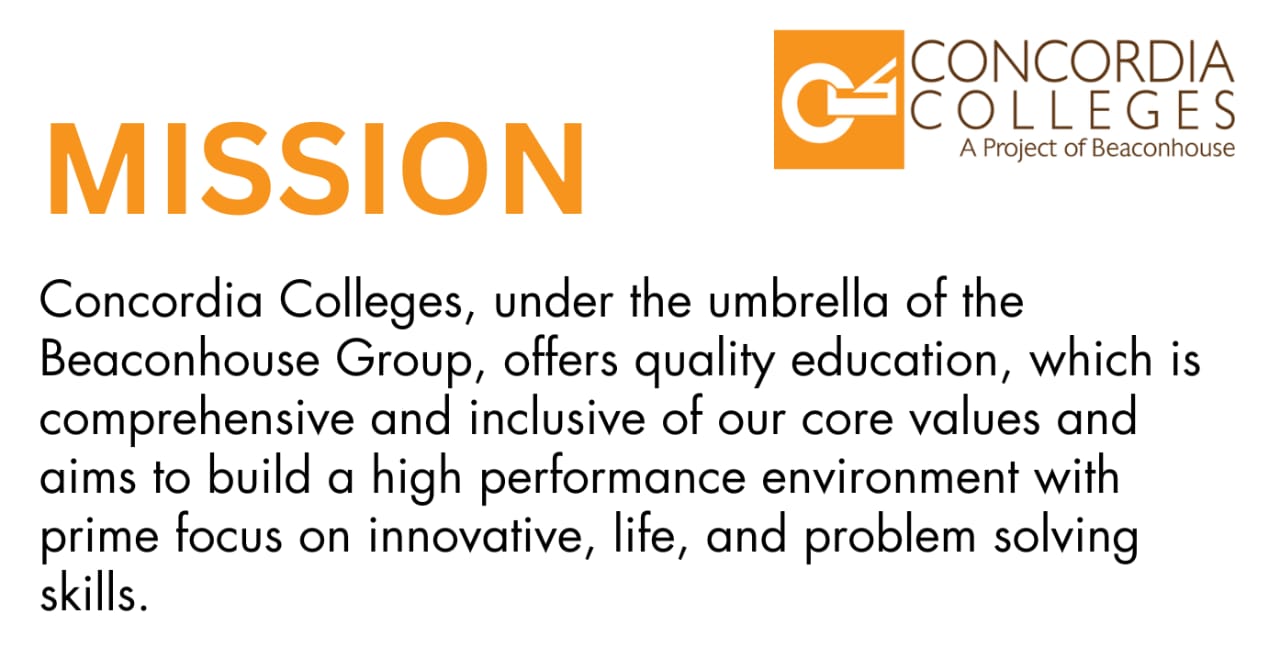 CONCORDIA
COLLEGES
A Project of Beaconhouse
MISSION
Concordia Colleges, under the umbrella of the
Beaconhouse Group, offers quality education, which is
comprehensive and inclusive of our core values and
aims to build a high performance environment with
prime focus on innovative, life, and problem solving
skills.